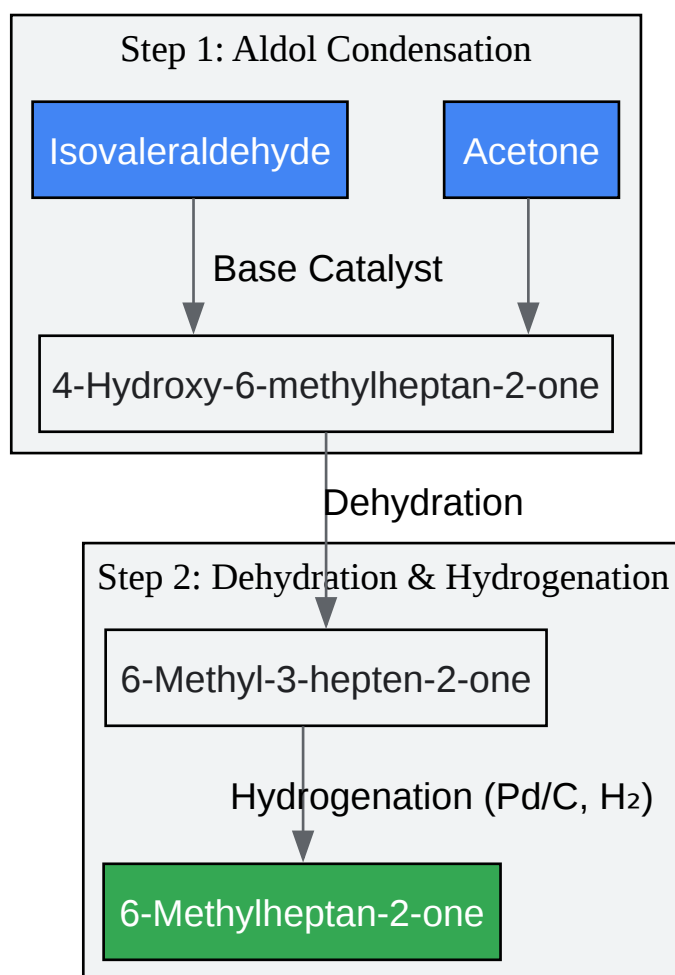 Step 1: Aldol Condensation
Isovaleraldehyde
Acetone
Base Catalyst
4-Hydroxy-6-methylheptan-2-one
Dehydration
Step 2: Dehydration & Hydrogenation
6-Methyl-3-hepten-2-one
Hydrogenation (Pd/C, H₂)
6-Methylheptan-2-one